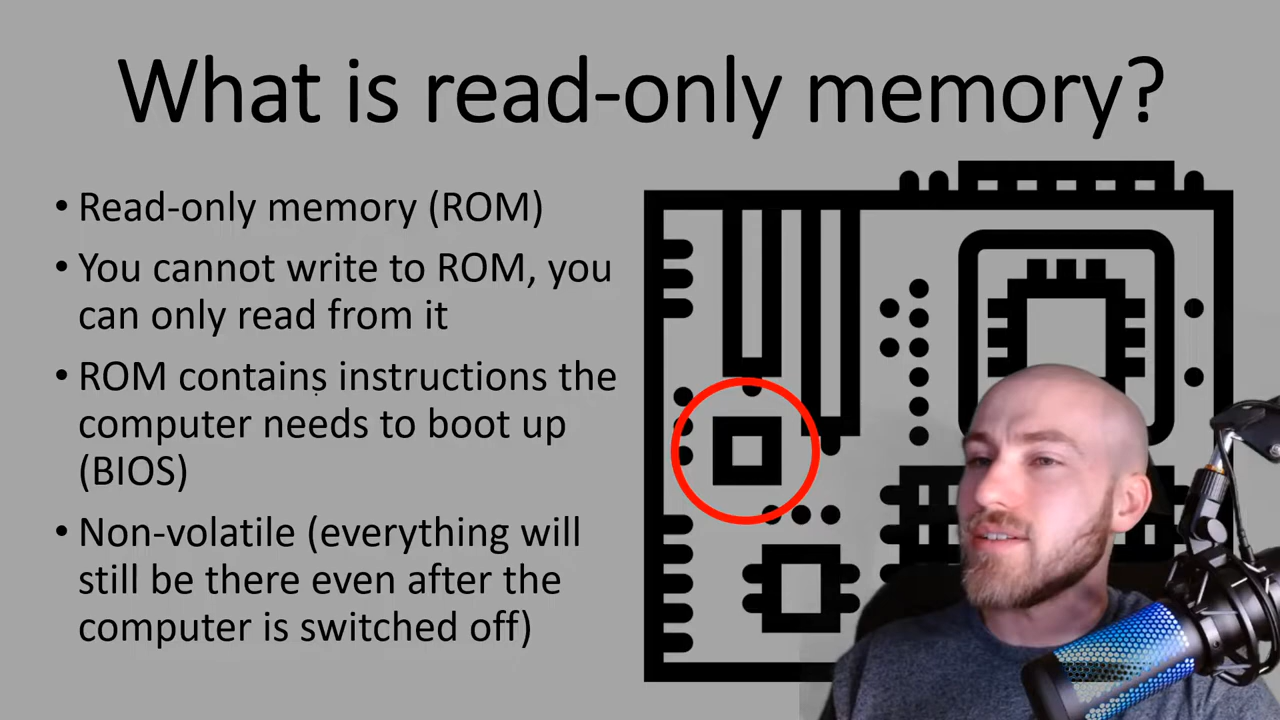 What is read-only memory?
• Read-only memory (ROM)
• You cannot write to ROM, you
can only read from it
• ROM contains instructions the
computer needs to boot up
(BIOS)
• Non-volatile (everything will
still be there even after the
computer is switched off)